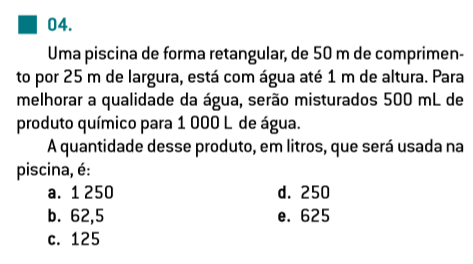 04.
Uma piscina de forma retangular, de 50 m de comprimen-
to por 25 m de largura, está com água até 1 m de altura. Para
melhorar a qualidade da água, serão misturados 500 mL de
produto químico para 1 000 L de água.
A quantidade desse produto, em litros, que será usada na
piscina, é:
a. 1 250
b. 62,5
c. 125
d. 250
e. 625